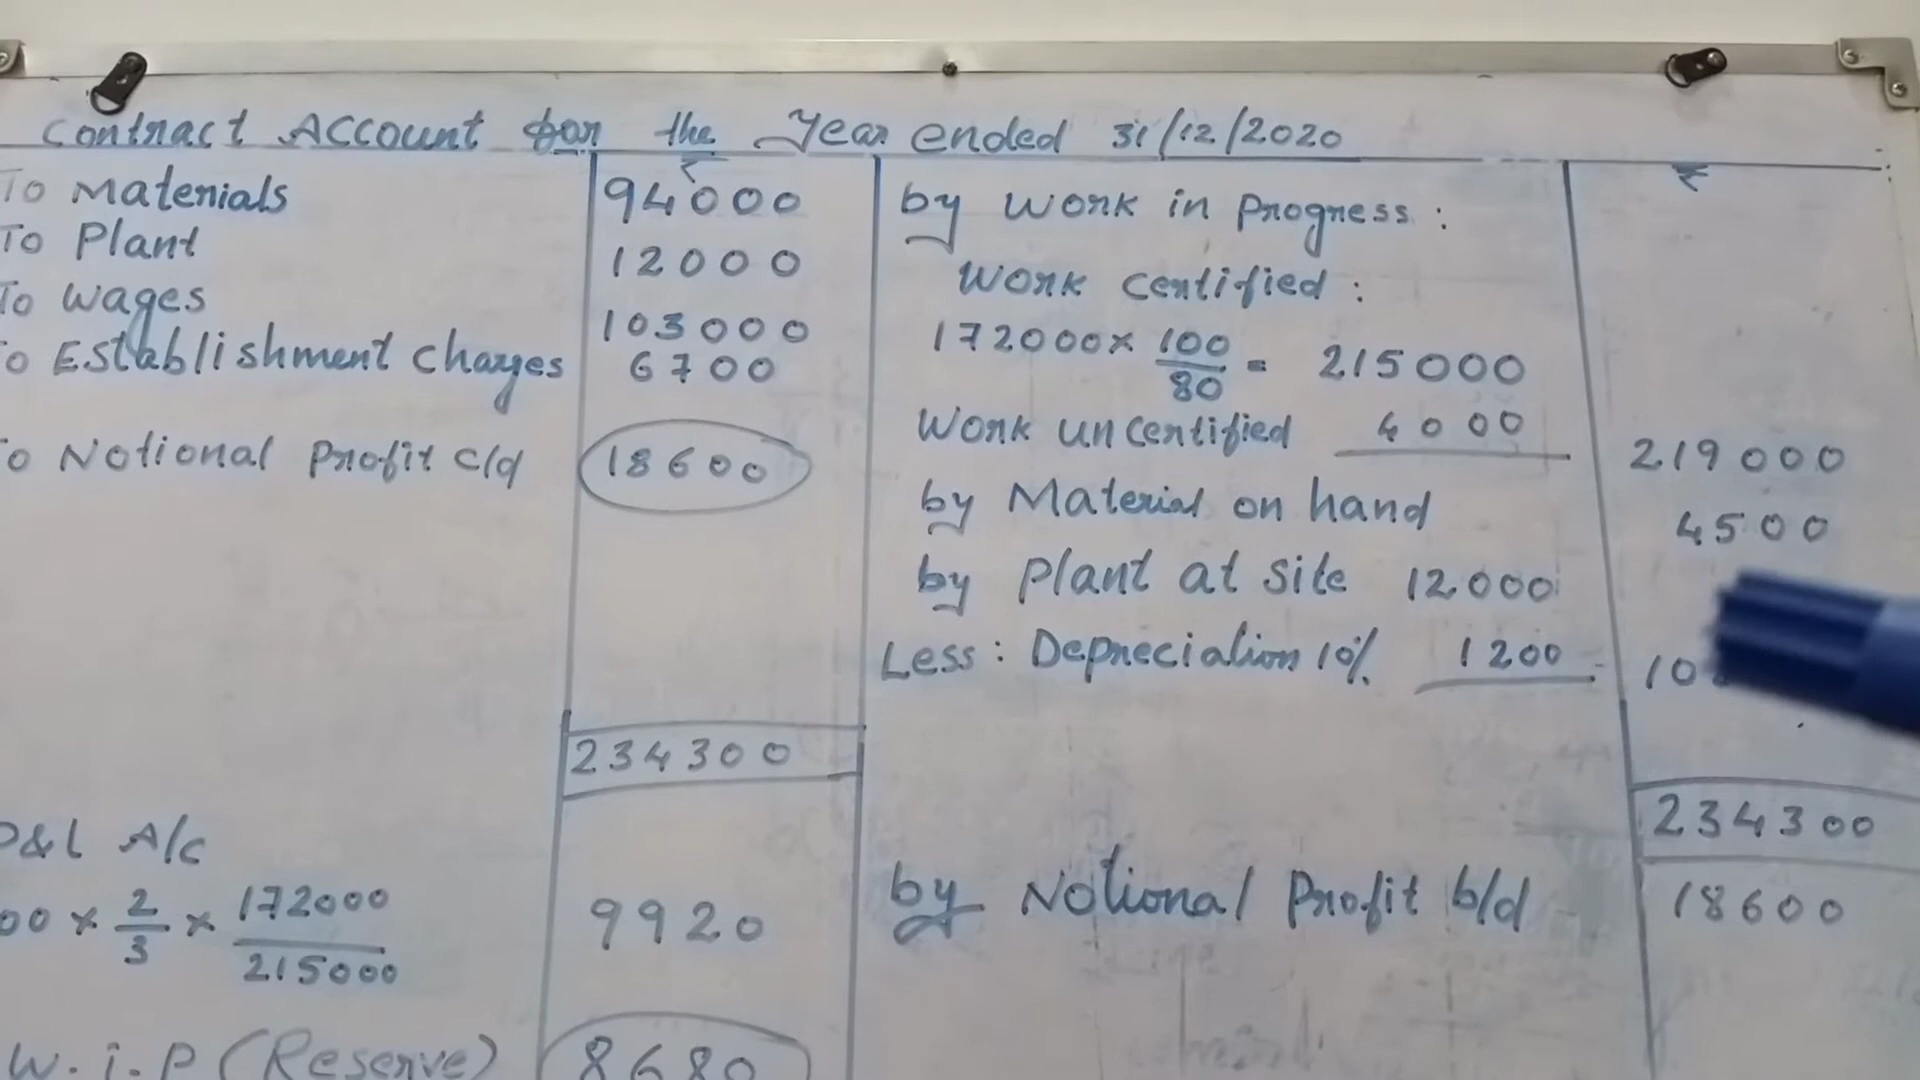 Contract Account for the Year ended 31/12/2020
₹
To Materials 94000
To Plant 12000
To Wages 103000
To Establishment Charges 6700
To Notional Profit c/d 18600
234300
P&L A/c
00 × 2/3 × 172000/215000 9920
W.i.P (Reserve) 8680
₹
by Work in Progress :
Work Certified :
172000 × 100/80 = 215000
Work uncertified 4000 219000
by Material on hand 4500
by Plant at site 12000
Less : Depreciation 10% 1200 10
234300
by Notional Profit b/d 18600